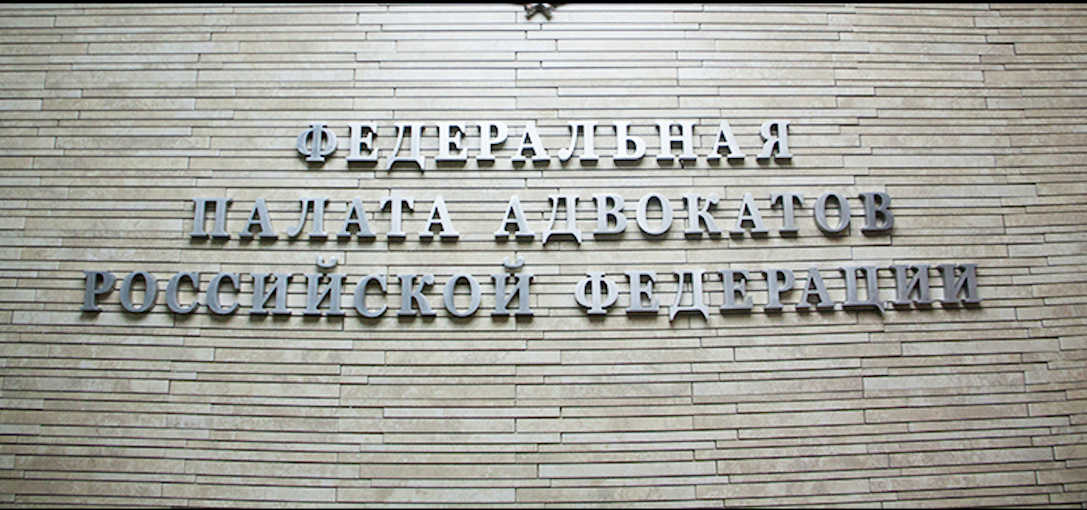 ФЕДЕРАЛЬНАЯ
ПАЛАТА АДВОКАТОВ
РОССИЙСКОЙ ФЕДЕРАЦИИ